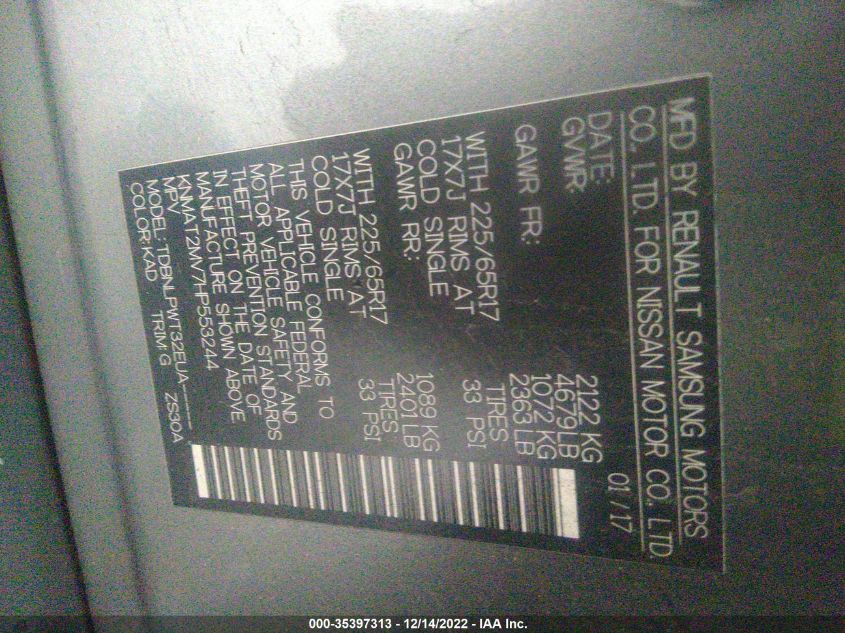 MFD BY RENAULT SAMSUNG MOTORS
CO., LTD. FOR NISSAN MOTOR CO., LTD.
DATE: 01/17
GVWR: 2122 KG
4679 LB
GAWR FR: 1072 KG
2363 LB
WITH 225/65R17 TIRES
17X7J RIMS AT 33 PSI
COLD SINGLE
GAWR RR: 1089 KG
2401 LB
WITH 225/65R17 TIRES
17X7J RIMS AT 33 PSI
COLD SINGLE
THIS VEHICLE CONFORMS TO
ALL APPLICABLE FEDERAL
MOTOR VEHICLE SAFETY AND
THEFT PREVENTION STANDARDS
IN EFFECT ON THE DATE OF
MANUFACTURE SHOWN ABOVE
KNMAT2MV7HP553244
MPV
MODEL: TDBNLPWT32EUA-----
COLOR:KAD TRIM:G ZS30A
000-35397313 - 12/14/2022 - IAA Inc.